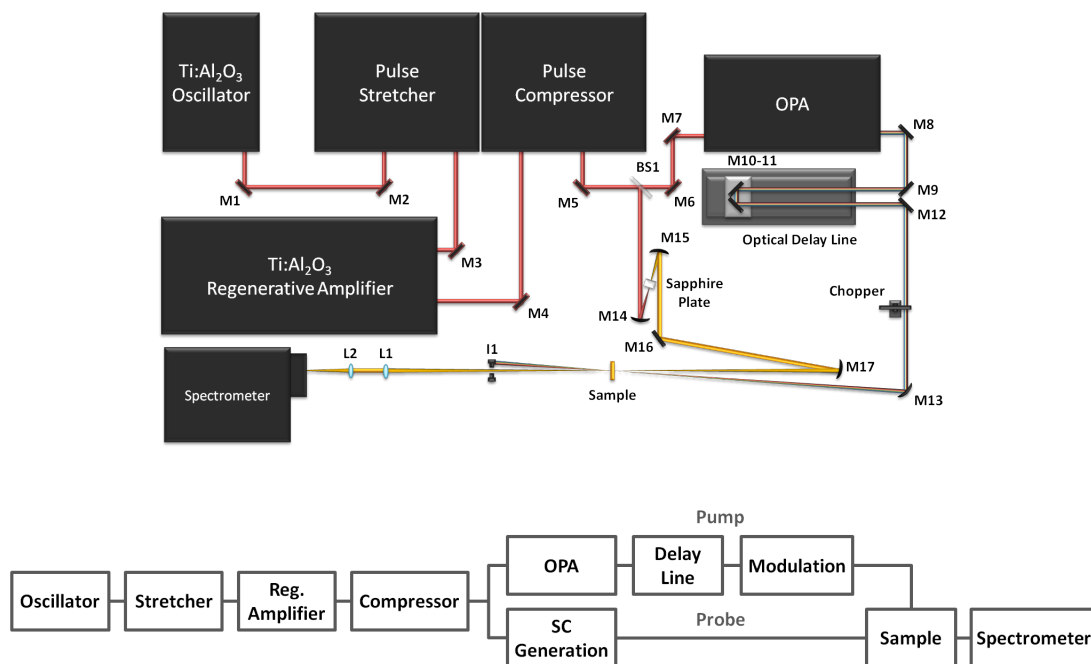 Ti:Al₂O₃
Oscillator
Pulse
Stretcher
Pulse
Compressor
OPA
M7
M8
M10-11
BS1
M1
M2
M5
M6
M9
M12
Optical Delay Line
M3
M15
Ti:Al₂O₃
Regenerative Amplifier
Sapphire
Plate
Chopper
M4
M14
M16
I1
L2
L1
M17
Spectrometer
Sample
M13
Pump
OPA
Delay
Line
Modulation
Oscillator
Stretcher
Reg.
Amplifier
Compressor
SC
Generation
Probe
Sample
Spectrometer